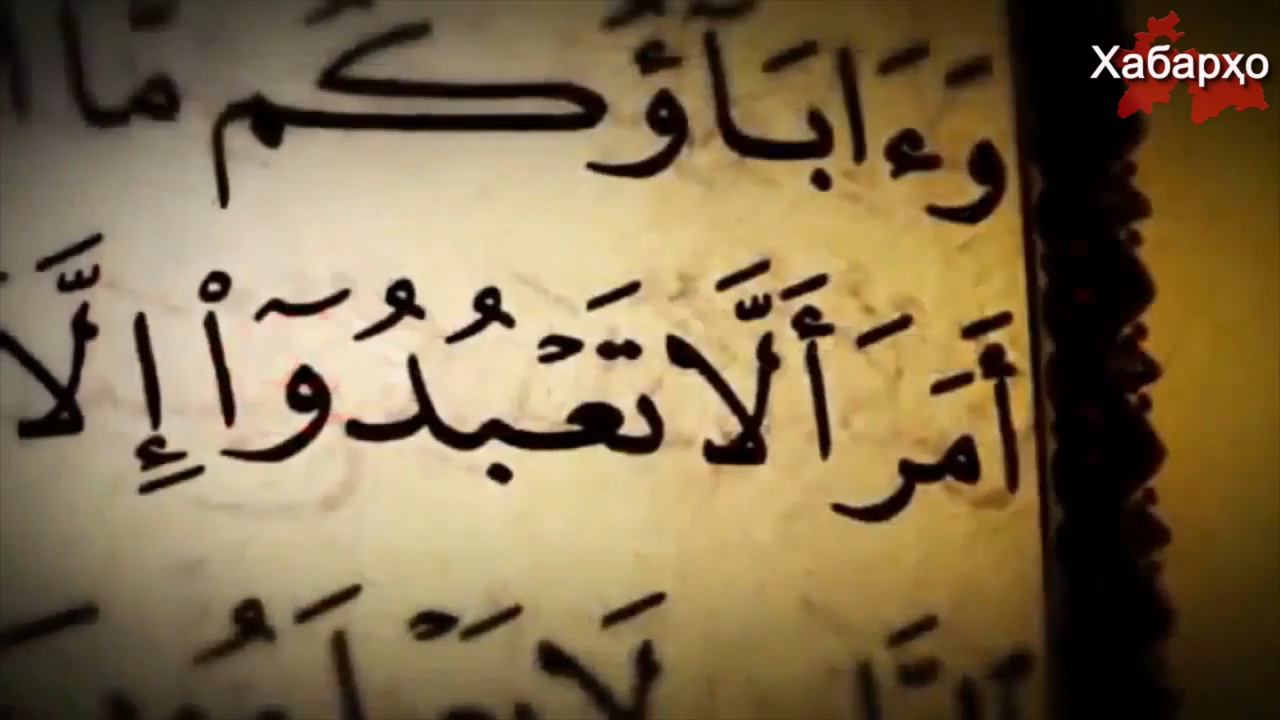 Хабарҳо
وَءَابَآؤُكُم مَّا
أَمَرَ أَلَّا تَعْبُدُوٓا۟ إِلَّا